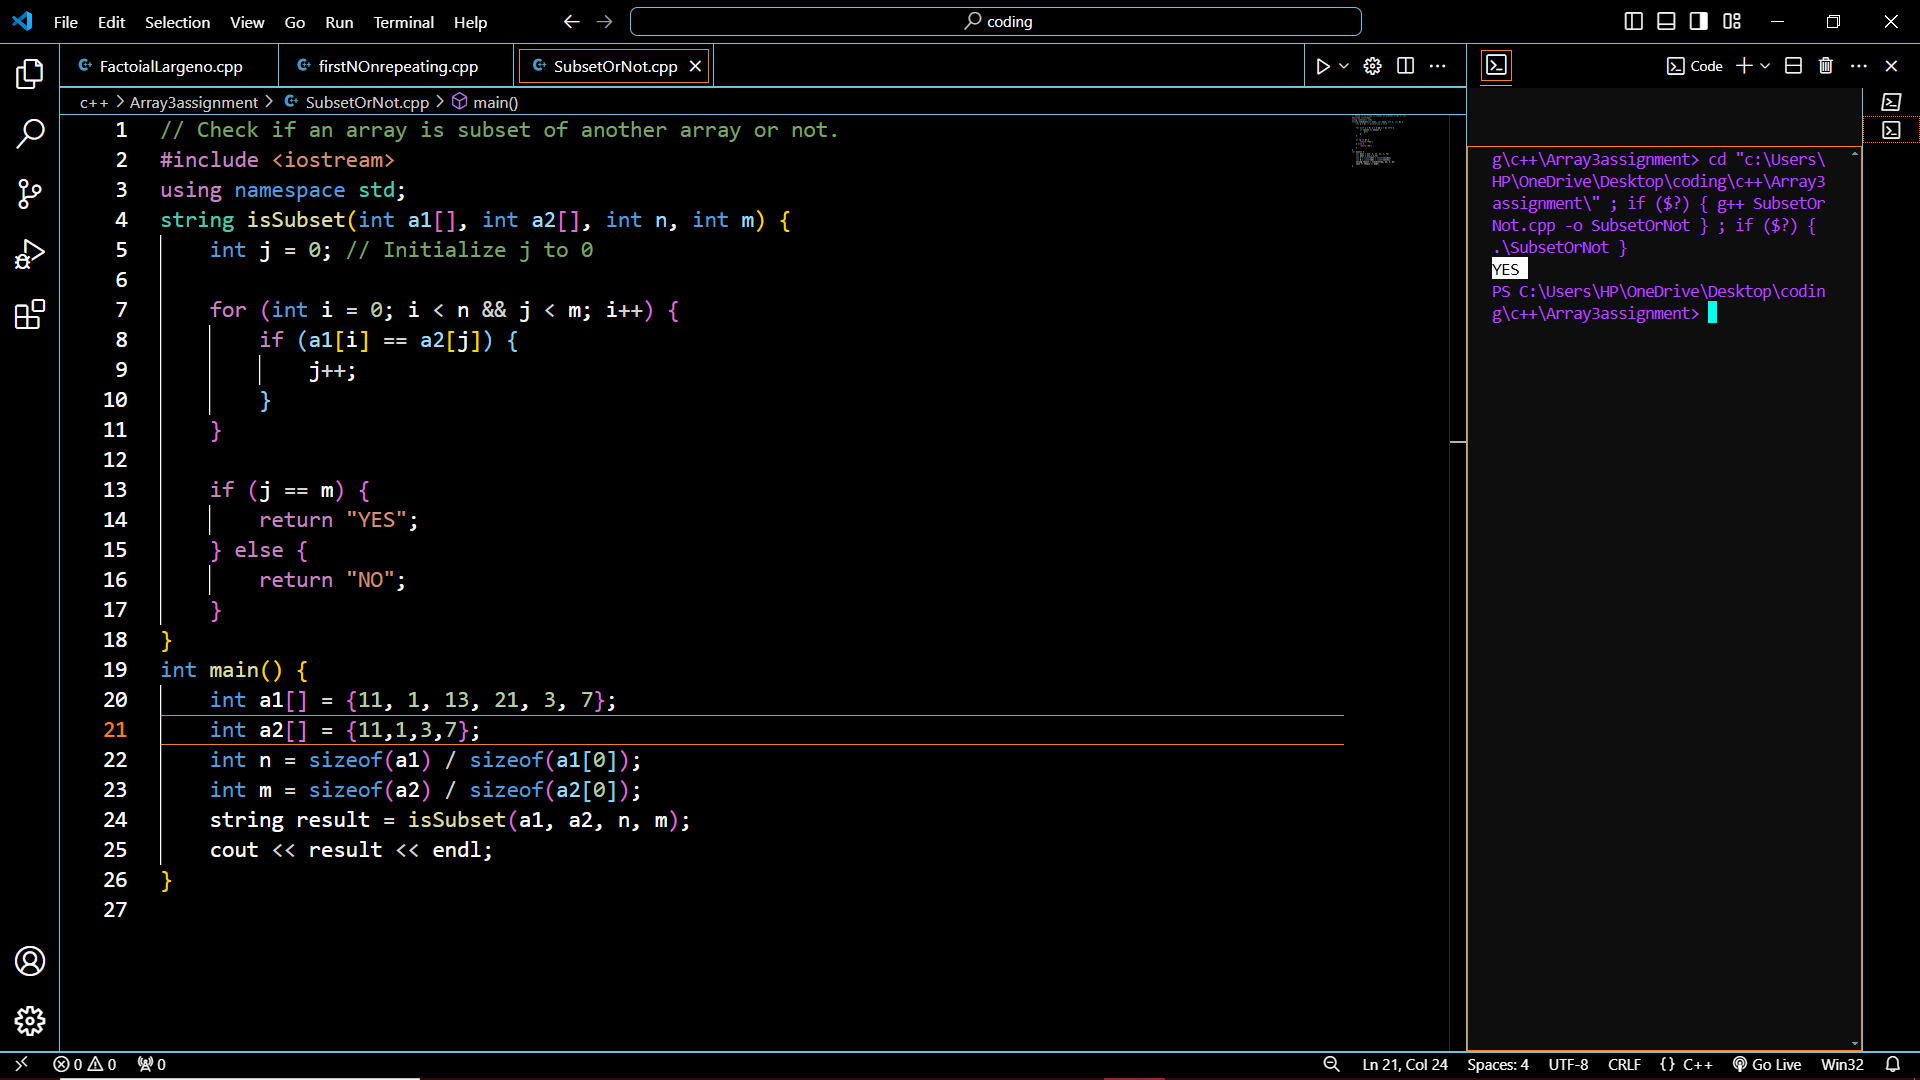 File Edit Selection View Go Run Terminal Help
coding
FactoialLargeno.cpp
firstNOnrepeating.cpp
SubsetOrNot.cpp
Code
c++ > Array3assignment > SubsetOrNot.cpp > main()
1 // Check if an array is subset of another array or not.
2 #include <iostream>
3 using namespace std;
4 string isSubset(int a1[], int a2[], int n, int m) {
5 int j = 0; // Initialize j to 0
6
7 for (int i = 0; i < n && j < m; i++) {
8 if (a1[i] == a2[j]) {
9 j++;
10 }
11 }
12
13 if (j == m) {
14 return "YES";
15 } else {
16 return "NO";
17 }
18 }
19 int main() {
20 int a1[] = {11, 1, 13, 21, 3, 7};
21 int a2[] = {11,1,3,7};
22 int n = sizeof(a1) / sizeof(a1[0]);
23 int m = sizeof(a2) / sizeof(a2[0]);
24 string result = isSubset(a1, a2, n, m);
25 cout << result << endl;
26 }
27
g\c++\Array3assignment> cd "c:\Users\
HP\OneDrive\Desktop\coding\c++\Array3
assignment\" ; if ($?) { g++ SubsetOr
Not.cpp -o SubsetOrNot } ; if ($?) {
.\SubsetOrNot }
YES
PS C:\Users\HP\OneDrive\Desktop\codin
g\c++\Array3assignment>
0 0 0
Ln 21, Col 24 Spaces: 4 UTF-8 CRLF {} C++ Go Live Win32